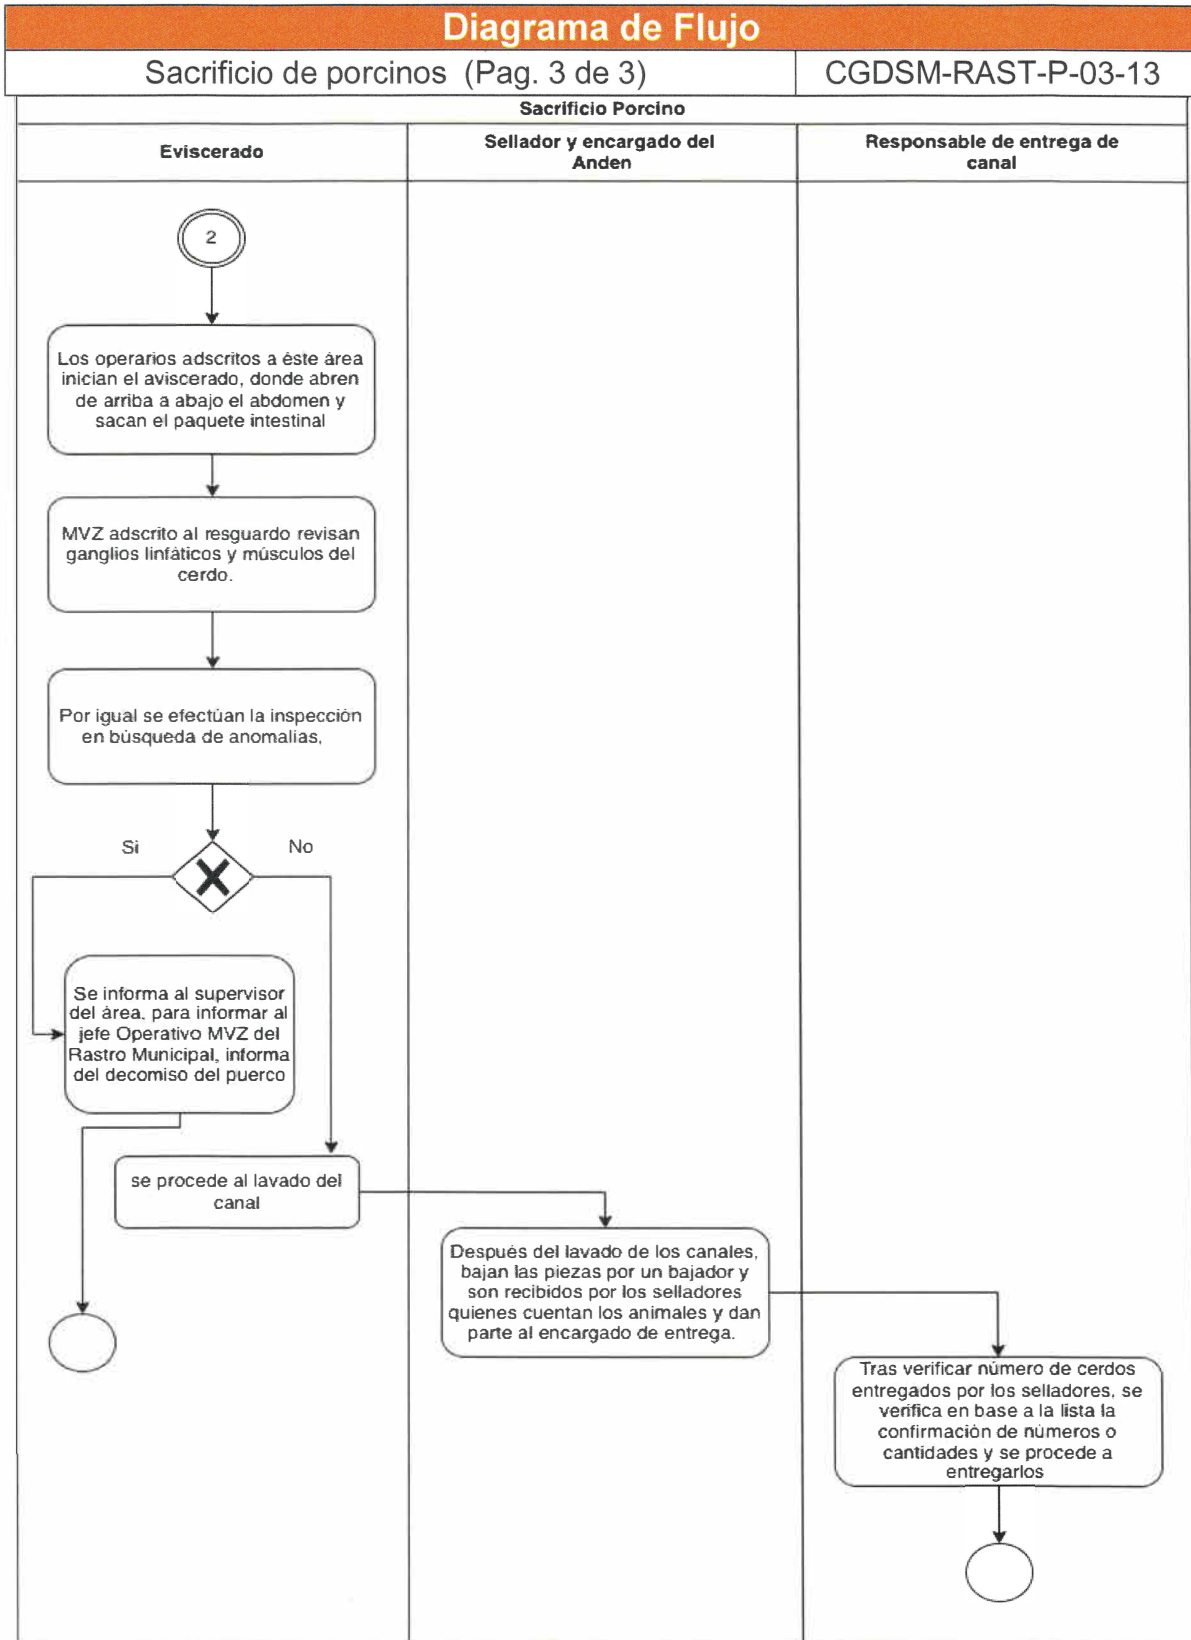 Diagrama de Flujo
Sacrificio de porcinos (Pag. 3 de 3)
CGDSM-RAST-P-03-13
Sacrificio Porcino
Eviscerado
Sellador y encargado del
Anden
Responsable de entrega de
canal
2
Los operarios adscritos a éste área
inician el aviscerado, donde abren
de arriba a abajo el abdomen y
sacan el paquete intestinal
MVZ adscrito al resguardo revisan
ganglios linfáticos y músculos del
cerdo.
Por igual se efectúan la inspección
en búsqueda de anomalías,
Si
No
Se informa al supervisor
del área, para informar al
jefe Operativo MVZ del
Rastro Municipal, informa
del decomiso del puerco
se procede al lavado del
canal
Después del lavado de los canales,
bajan las piezas por un bajador y
son recibidos por los selladores
quienes cuentan los animales y dan
parte al encargado de entrega.
Tras verificar número de cerdos
entregados por los selladores, se
verifica en base a la lista la
confirmación de números o
cantidades y se procede a
entregarlos